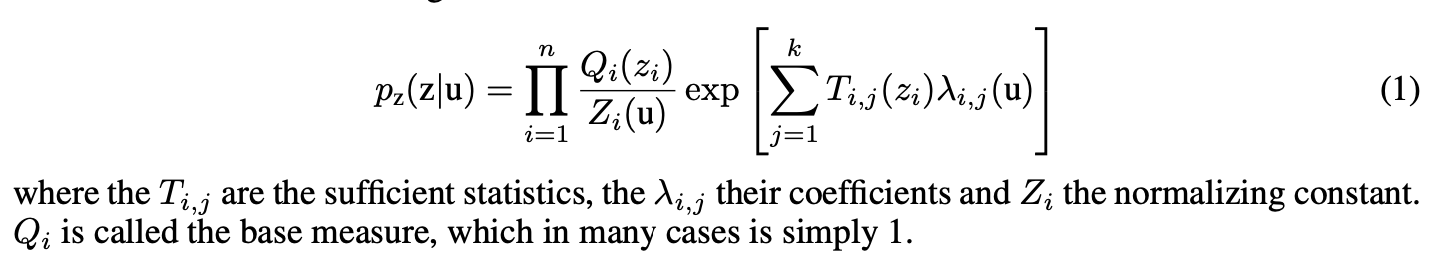 p_z(z|u) = ∏_{i=1}^{n} \frac{Q_i(z_i)}{Z_i(u)} exp [ ∑_{j=1}^{k} T_{i,j}(z_i)λ_{i,j}(u) ] (1)
where the T_{i,j} are the sufficient statistics, the λ_{i,j} their coefficients and Z_i the normalizing constant.
Q_i is called the base measure, which in many cases is simply 1.